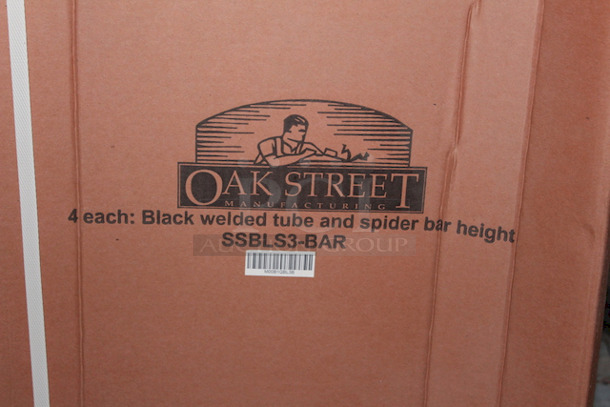 OAK STREET
MANUFACTURING
4 each: Black welded tube and spider bar height
SSBLS3-BAR